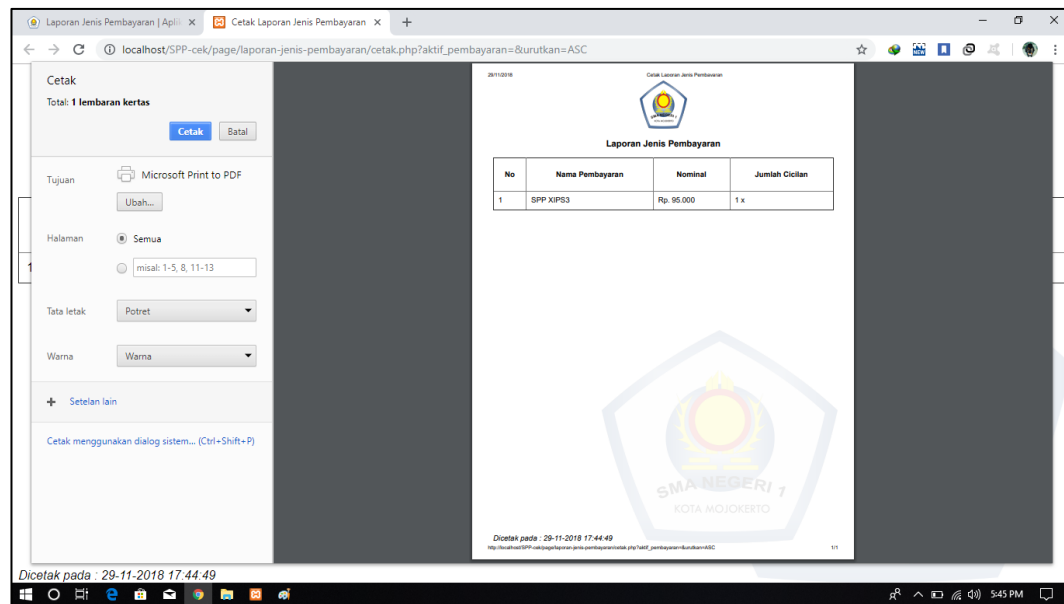 Laporan Jenis Pembayaran | Apli
Cetak Laporan Jenis Pembayaran
localhost/SPP-cek/page/laporan-jenis-pembayaran/cetak.php?aktif_pembayaran=&urutkan=ASC
Cetak
Total: 1 lembaran kertas
Cetak Batal
Tujuan Microsoft Print to PDF
Ubah...
Halaman Semua
misal: 1-5, 8, 11-13
Tata letak Potret
Warna Warna
Setelan lain
Cetak menggunakan dialog sistem... (Ctrl+Shift+P)
29/11/2018 Cetak Laporan Jenis Pembayaran
Laporan Jenis Pembayaran
No Nama Pembayaran Nominal Jumlah Cicilan
1 SPP XIPS3 Rp. 95.000 1 x
SMA NEGERI 1
KOTA MOJOKERTO
Dicetak pada : 29-11-2018 17:44:49
http://localhost/SPP-cek/page/laporan-jenis-pembayaran/cetak.php?aktif_pembayaran=&urutkan=ASC 1/1
1
Dicetak pada : 29-11-2018 17:44:49
5:45 PM